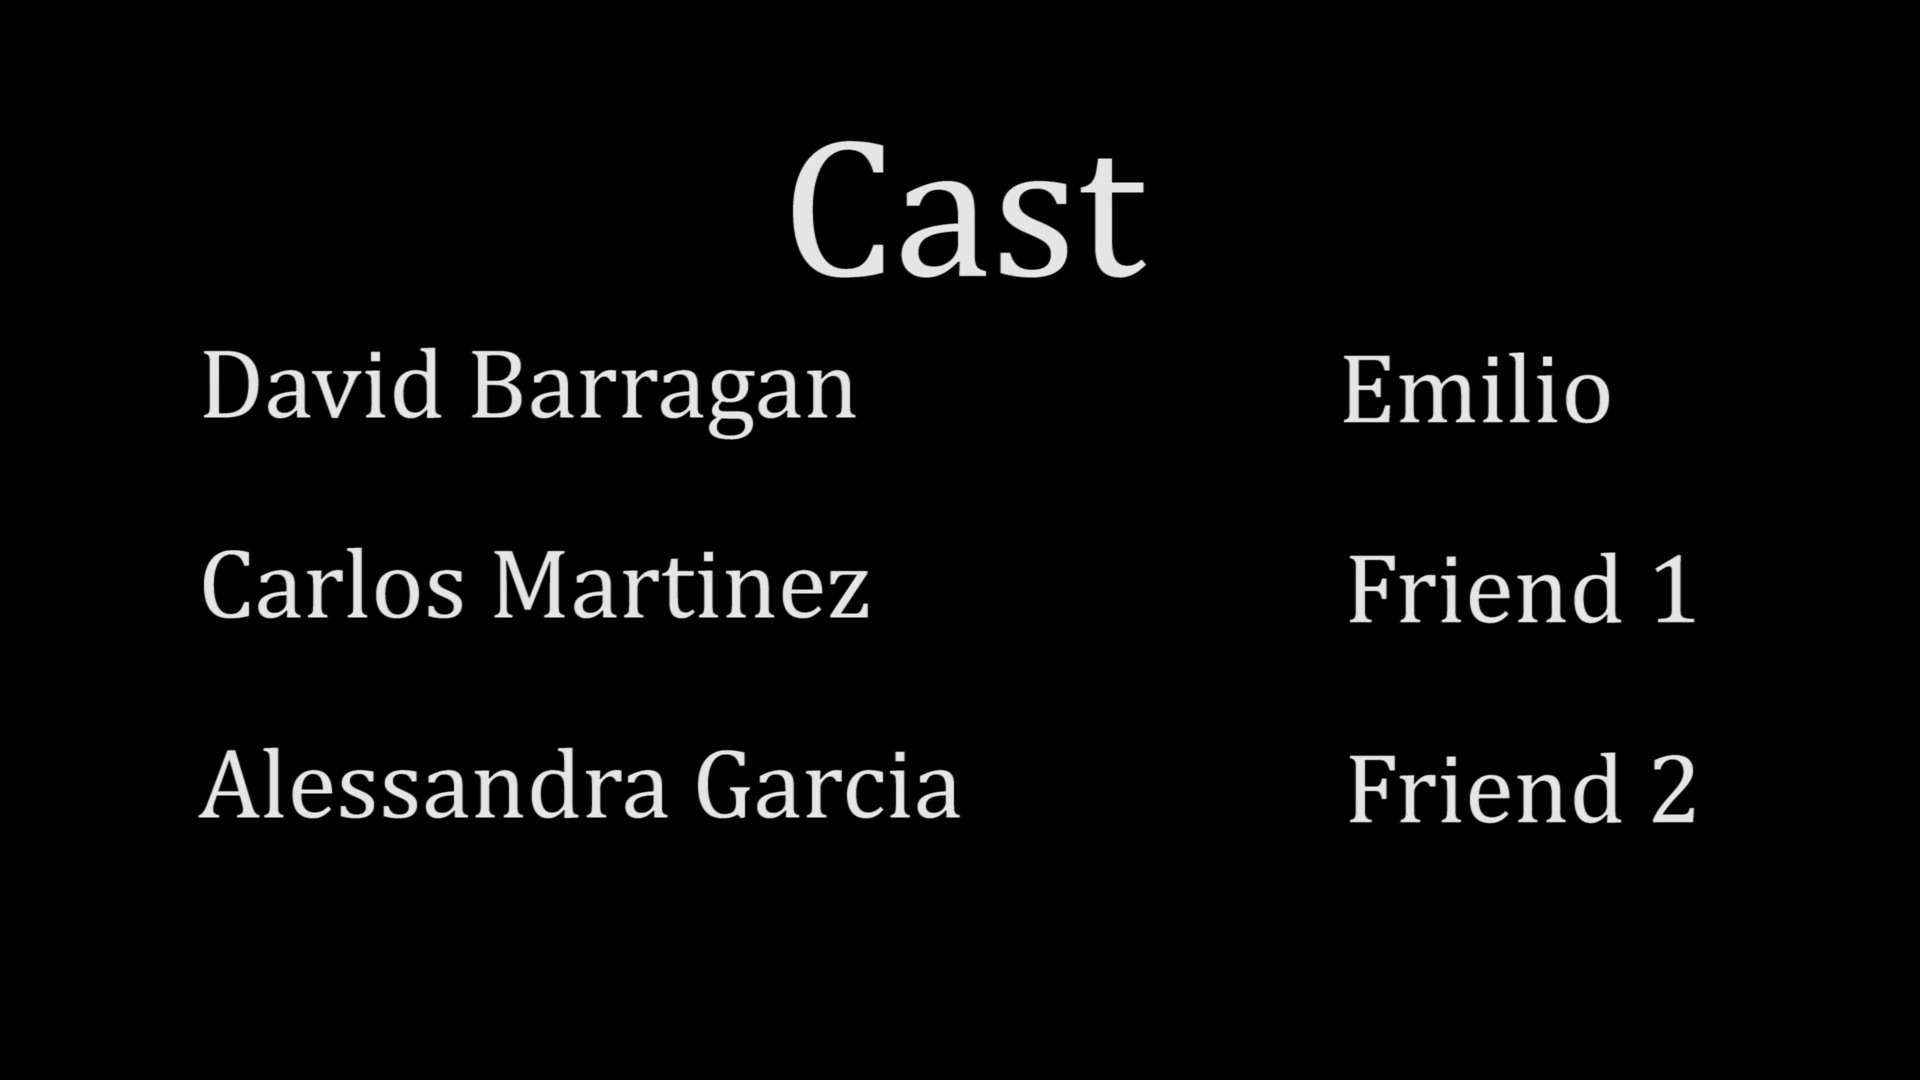 Cast
David Barragan Emilio
Carlos Martinez Friend 1
Alessandra Garcia Friend 2